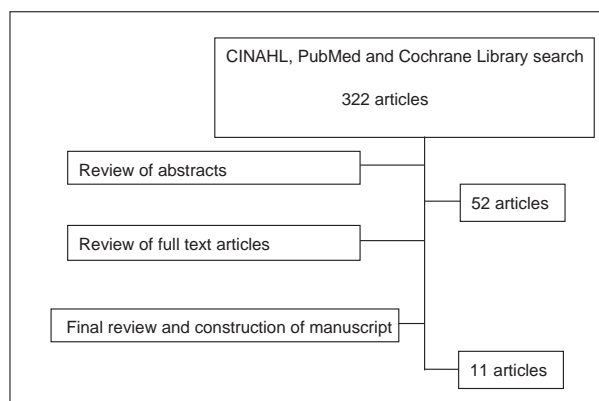 CINAHL, PubMed and Cochrane Library search
322 articles
Review of abstracts
52 articles
Review of full text articles
Final review and construction of manuscript
11 articles